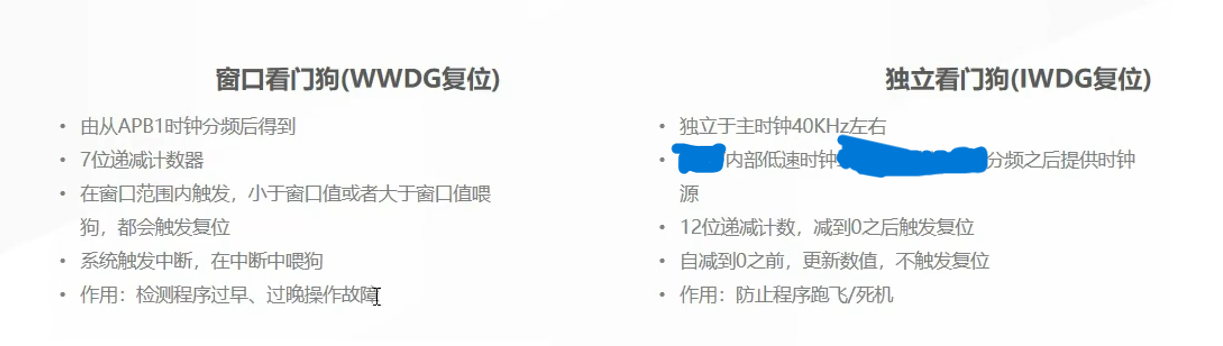 窗口看门狗(WWDG复位)
• 由从APB1时钟分频后得到
• 7位递减计数器
• 在窗口范围内触发，小于窗口值或者大于窗口值喂
狗，都会触发复位
• 系统触发中断，在中断中喂狗
• 作用：检测程序过早、过晚操作故障
独立看门狗(IWDG复位)
• 独立于主时钟40KHz左右
• 内部低速时钟 分频之后提供时钟
源
• 12位递减计数，减到0之后触发复位
• 自减到0之前，更新数值，不触发复位
• 作用：防止程序跑飞/死机